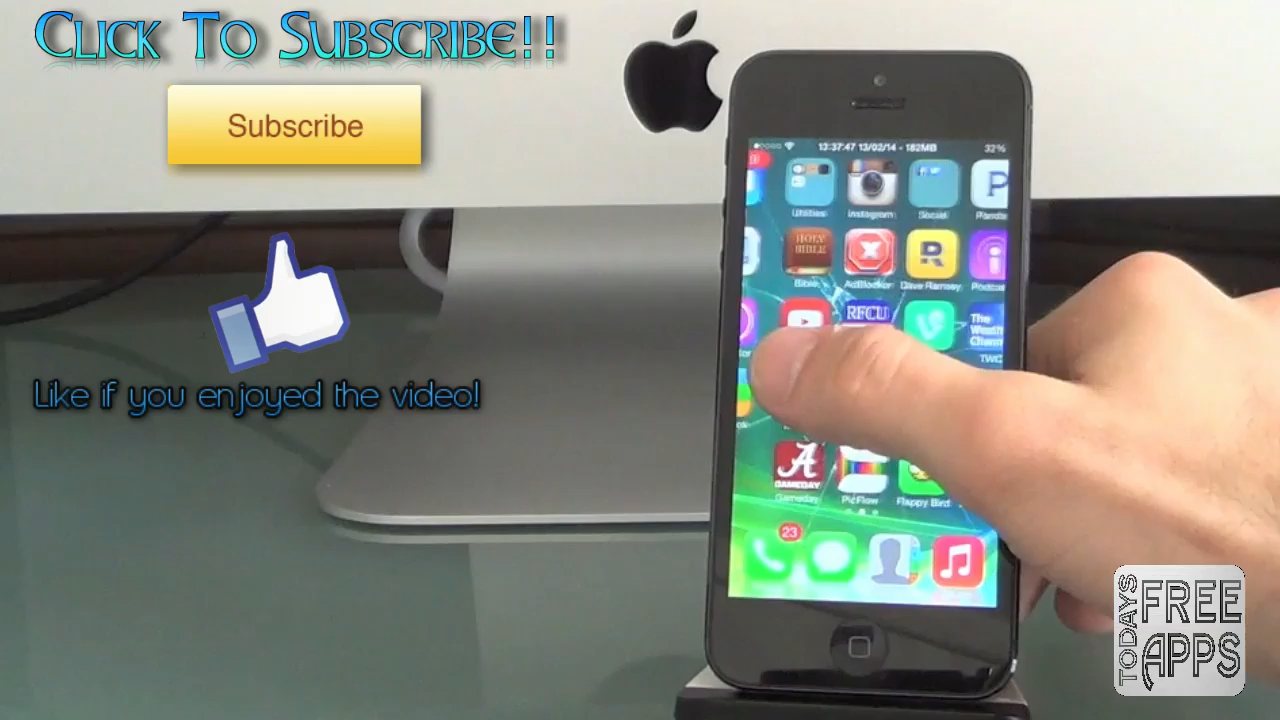 Click To Subscribe!!
Subscribe
Like if you enjoyed the video!
13:37:47 13/02/14 - 182MB
32%
Utilities
Instagram
Social
P
HOLY
BIBLE
X
R
Bible
AdBlocker
Dave Ramsey
RFCU
The
Channel
TWC
A
GAMEDAY
Gameday
PicFlow
Flappy Bird
23
TODAYS
FREE
APPS